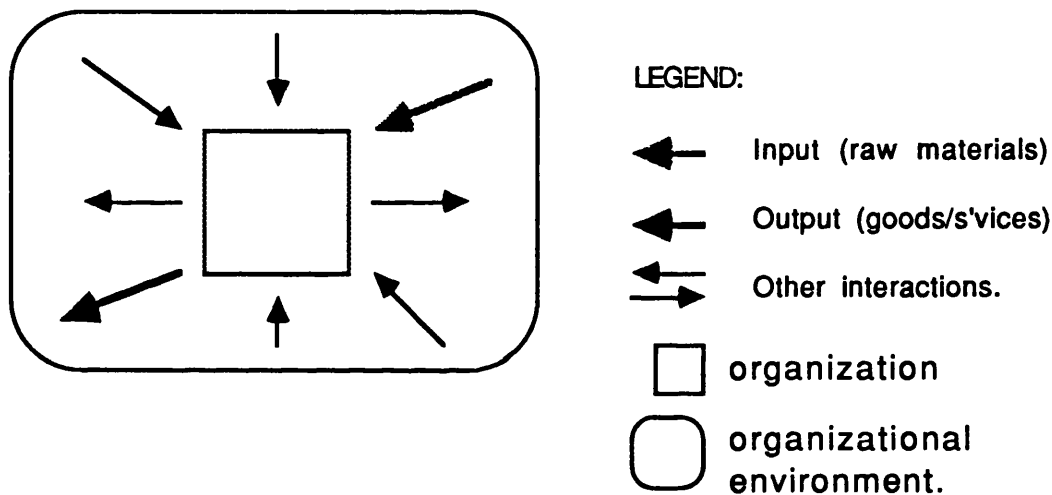 LEGEND:
Input (raw materials)
Output (goods/s'vices)
Other interactions.
organization
organizational
environment.